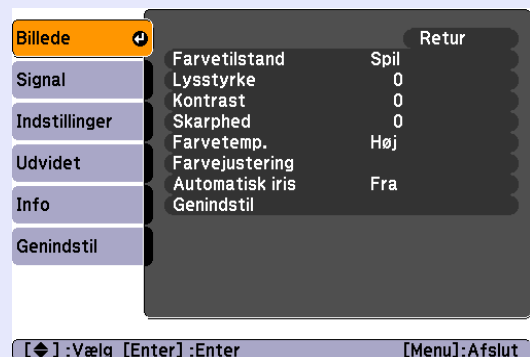 Billede
Signal
Indstillinger
Udvidet
Info
Genindstil
Retur
Farvetilstand Spil
Lysstyrke 0
Kontrast 0
Skarphed 0
Farvetemp. Høj
Farvejustering
Automatisk iris Fra
Genindstil
[◆] :Vælg [Enter] :Enter [Menu]:Afslut